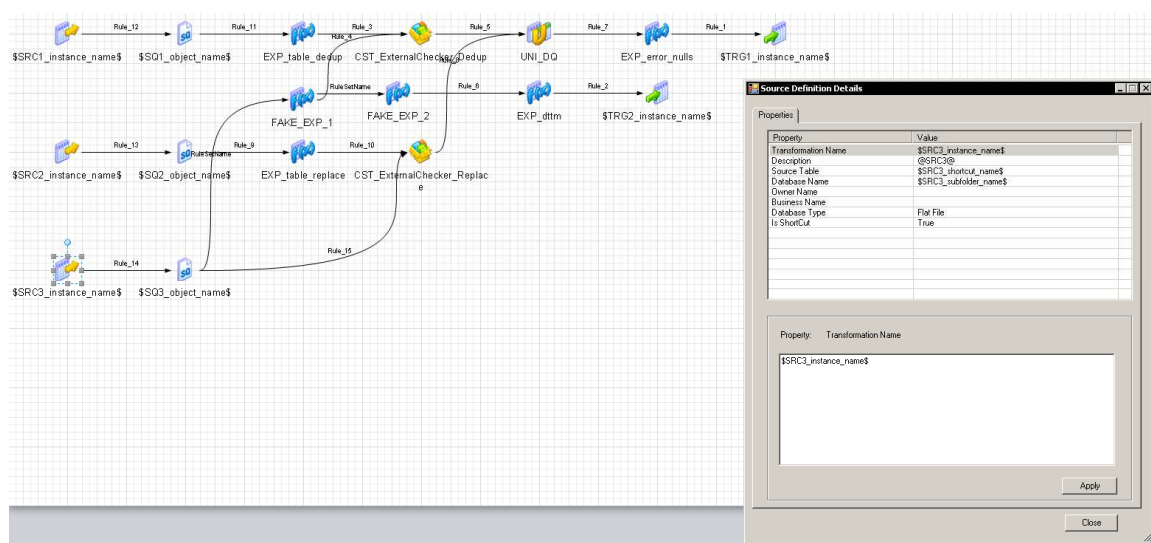 Rule_12
Rule_11
Rule_3
Rule_4
Rule_5
Rule_7
Rule_1
$SRC1_instance_name$
$SQ1_object_name$
EXP_table_dedup
CST_ExternalChecker_Dedup
UNI_DQ
EXP_error_nulls
$TRG1_instance_name$
RuleSetName
Rule_8
Rule_2
FAKE_EXP_1
FAKE_EXP_2
EXP_dttm
$TRG2_instance_name$
Rule_13
RuleSetName
Rule_9
Rule_10
$SRC2_instance_name$
$SQ2_object_name$
EXP_table_replace
CST_ExternalChecker_Replac
e
Rule_14
Rule_15
$SRC3_instance_name$
$SQ3_object_name$
Source Definition Details
Properties
Property Value
Transformation Name $SRC3_instance_name$
Description @SRC3@
Source Table $SRC3_shortcut_name$
Database Name $SRC3_subfolder_name$
Owner Name
Business Name
Database Type Flat File
Is ShortCut True
Property: Transformation Name
$SRC3_instance_name$
Apply
Close